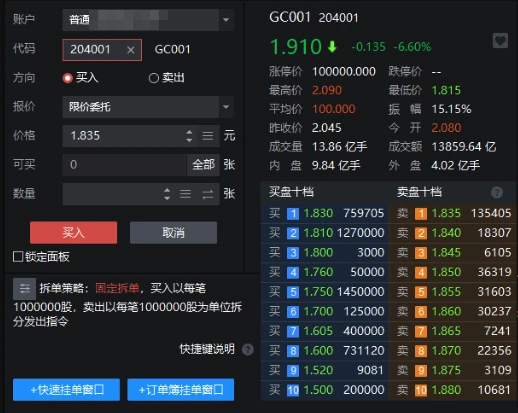 账户 普通
代码 204001 × GC001
方向 买入 卖出
报价 限价委托
价格 1.835 元
可买 0 全部 张
数量 张
买入 取消
锁定面板
拆单策略：固定拆单，买入以每笔
1000000股，卖出以每笔1000000股为单位拆
分发出指令
快捷键说明 ?
+快速挂单窗口 +订单簿挂单窗口
GC001 204001
1.910 -0.135 -6.60%
涨停价 100000.000 跌停价 --
最高价 2.090 最低价 1.815
平均价 100.000 振 幅 15.15%
昨收价 2.045 今 开 2.080
成交量 13.86 亿手 成交额 13859.64 亿
内 盘 9.84 亿手 外 盘 4.02 亿手
买盘十档 卖盘十档 ?
买 1 1.830 759705 卖 1 1.835 135405
买 2 1.810 1270000 卖 2 1.840 18307
买 3 1.800 3000 卖 3 1.845 6105
买 4 1.760 50000 卖 4 1.850 36319
买 5 1.750 1450000 卖 5 1.855 31603
买 6 1.700 125000 卖 6 1.860 30237
买 7 1.605 400000 卖 7 1.865 7241
买 8 1.600 731120 卖 8 1.870 22356
买 9 1.520 9081 卖 9 1.875 3109
买 10 1.500 200000 卖 10 1.880 10681